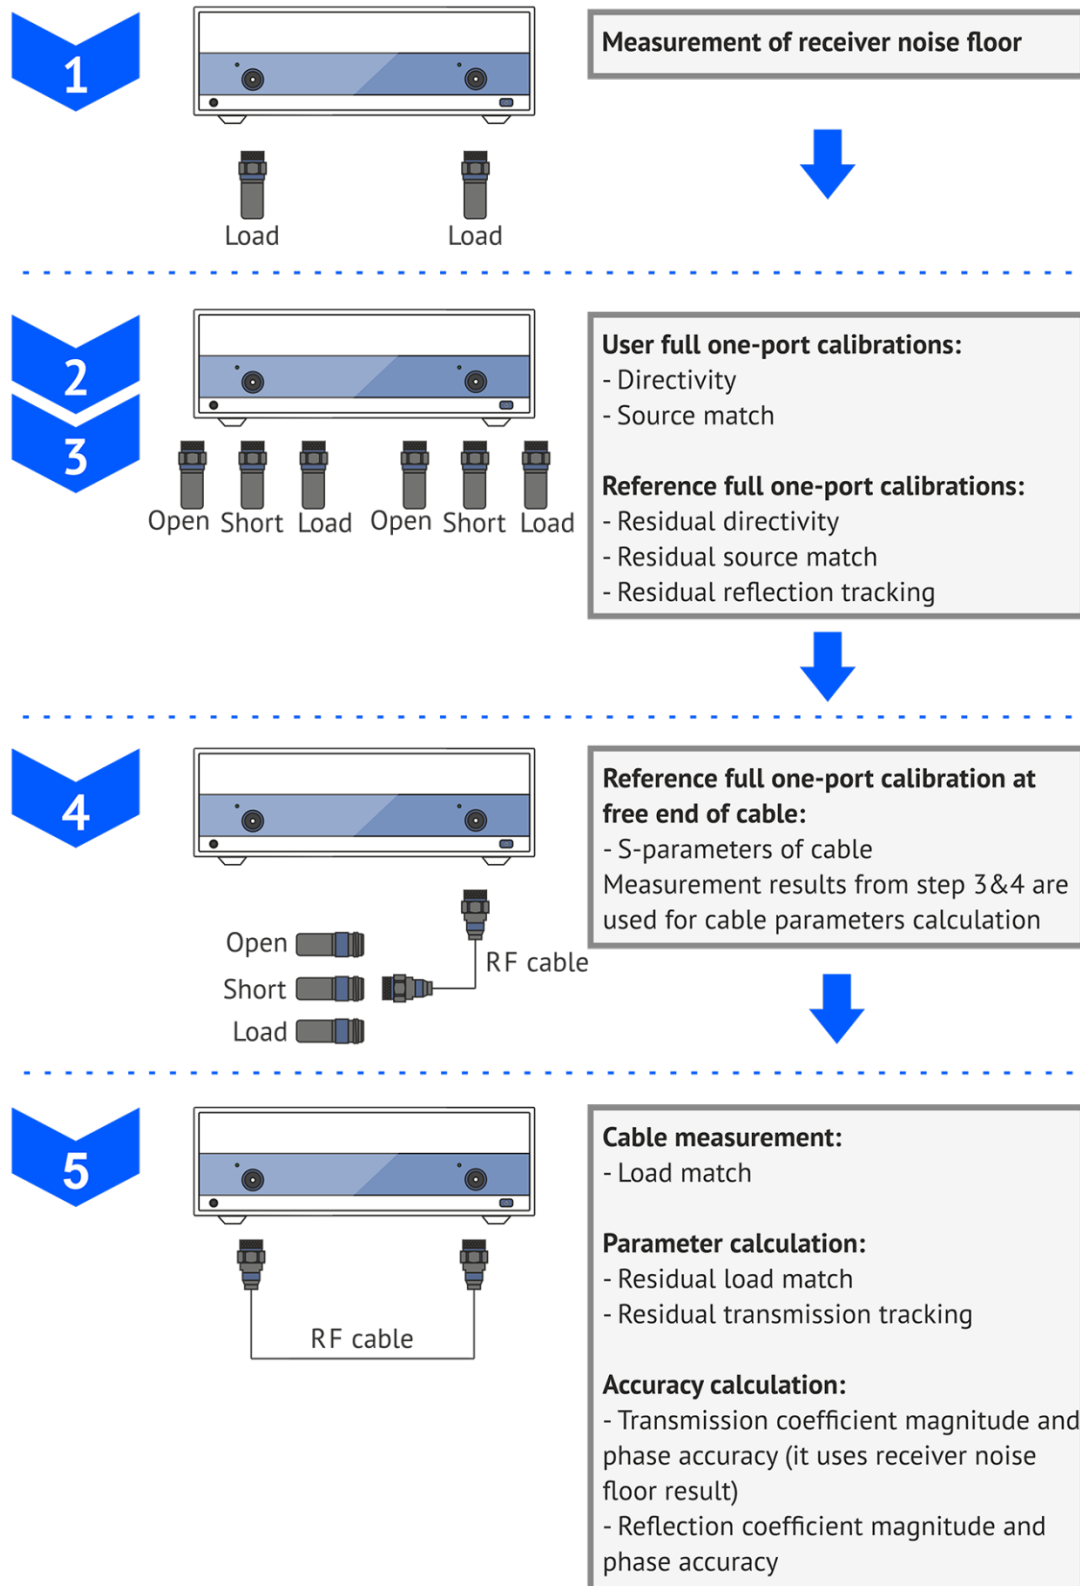 1
Measurement of receiver noise floor
Load Load
2
3
User full one-port calibrations:
- Directivity
- Source match
Reference full one-port calibrations:
- Residual directivity
- Residual source match
- Residual reflection tracking
Open Short Load Open Short Load
4
Reference full one-port calibration at
free end of cable:
- S-parameters of cable
Measurement results from step 3&4 are
used for cable parameters calculation
Open
Short
Load
RF cable
5
RF cable
Cable measurement:
- Load match
Parameter calculation:
- Residual load match
- Residual transmission tracking
Accuracy calculation:
- Transmission coefficient magnitude and
phase accuracy (it uses receiver noise
floor result)
- Reflection coefficient magnitude and
phase accuracy